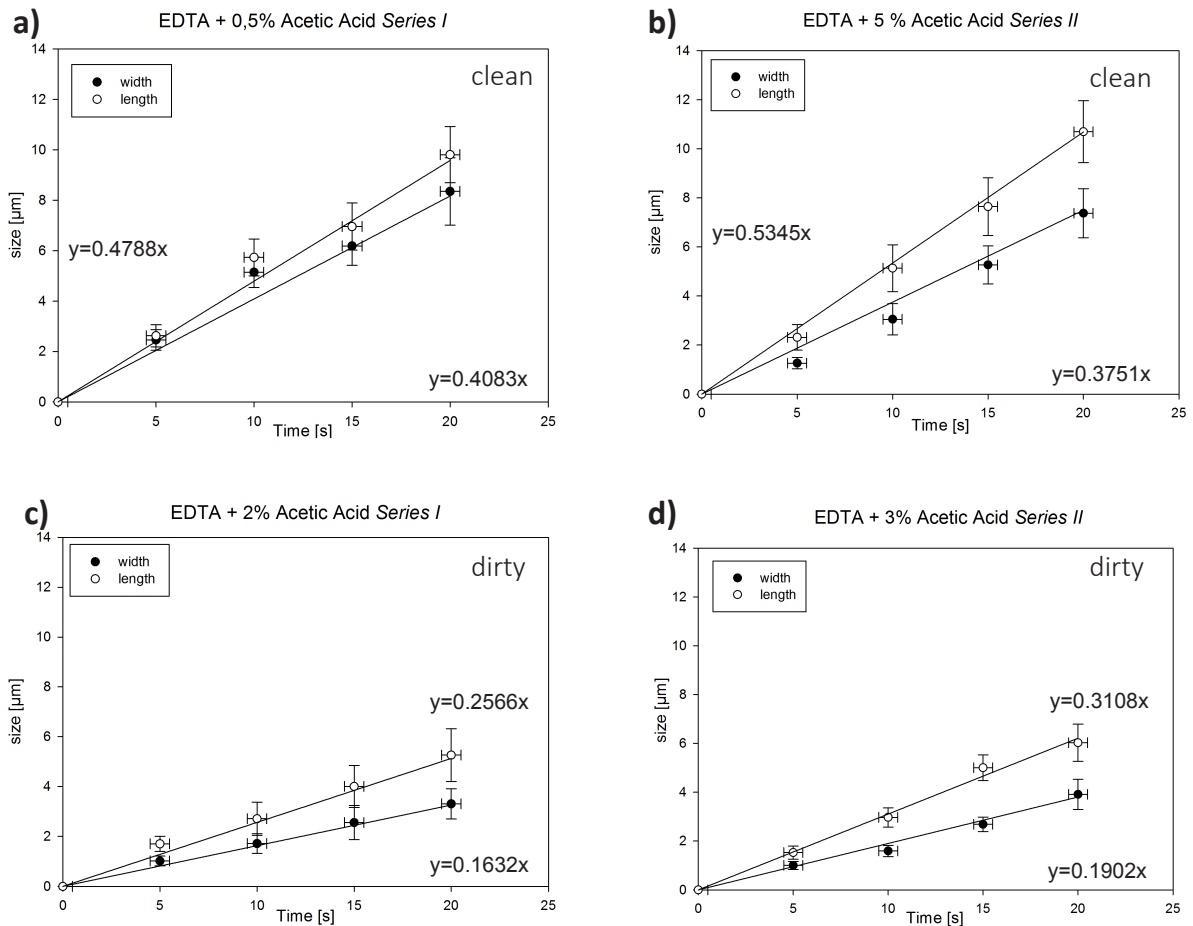 a)
EDTA + 0,5% Acetic Acid Series I
clean
width
length
14
12
10
8
6
4
2
0
size [µm]
y=0.4788x
y=0.4083x
0 5 10 15 20 25
Time [s]
b)
EDTA + 5 % Acetic Acid Series II
clean
width
length
14
12
10
8
6
4
2
0
size [µm]
y=0.5345x
y=0.3751x
0 5 10 15 20 25
Time [s]
c)
EDTA + 2% Acetic Acid Series I
dirty
width
length
14
12
10
8
6
4
2
0
size [µm]
y=0.2566x
y=0.1632x
0 5 10 15 20 25
Time [s]
d)
EDTA + 3% Acetic Acid Series II
dirty
width
length
14
12
10
8
6
4
2
0
size [µm]
y=0.3108x
y=0.1902x
0 5 10 15 20 25
Time [s]